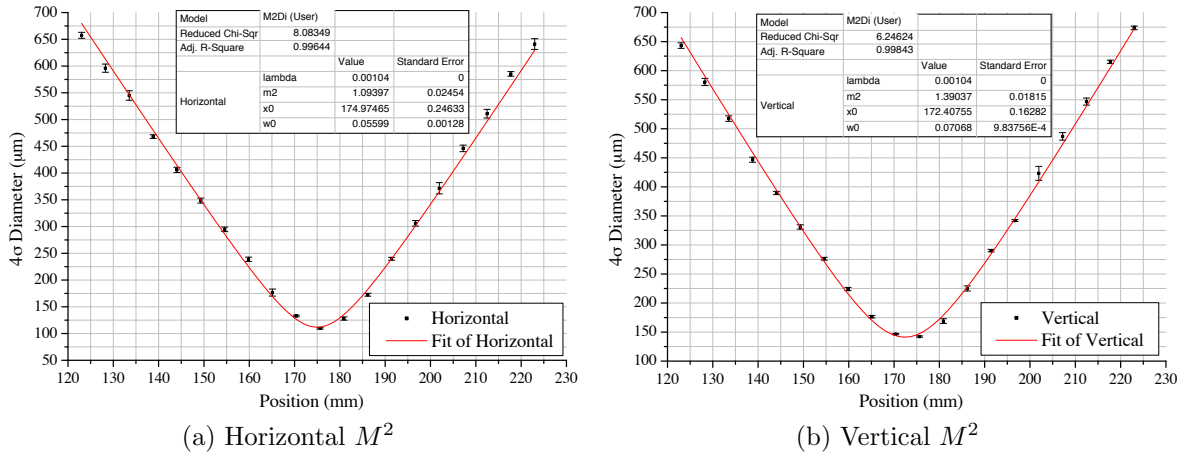 Model M2Di (User)
Reduced Chi-Sqr 8.08349
Adj. R-Square 0.99644
Value Standard Error
Horizontal lambda 0.00104 0
m2 1.09397 0.02454
x0 174.97465 0.24633
w0 0.05599 0.00128
700
650
600
550
500
450
400
350
300
250
200
150
100
50
4σ Diameter (μm)
Horizontal
Fit of Horizontal
120 130 140 150 160 170 180 190 200 210 220 230
Position (mm)
(a) Horizontal M²
Model M2Di (User)
Reduced Chi-Sqr 6.24624
Adj. R-Square 0.99843
Value Standard Error
Vertical lambda 0.00104 0
m2 1.39037 0.01815
x0 172.40755 0.16282
w0 0.07068 9.83756E-4
700
650
600
550
500
450
400
350
300
250
200
150
100
4σ Diameter (μm)
Vertical
Fit of Vertical
120 130 140 150 160 170 180 190 200 210 220 230
Position (mm)
(b) Vertical M²